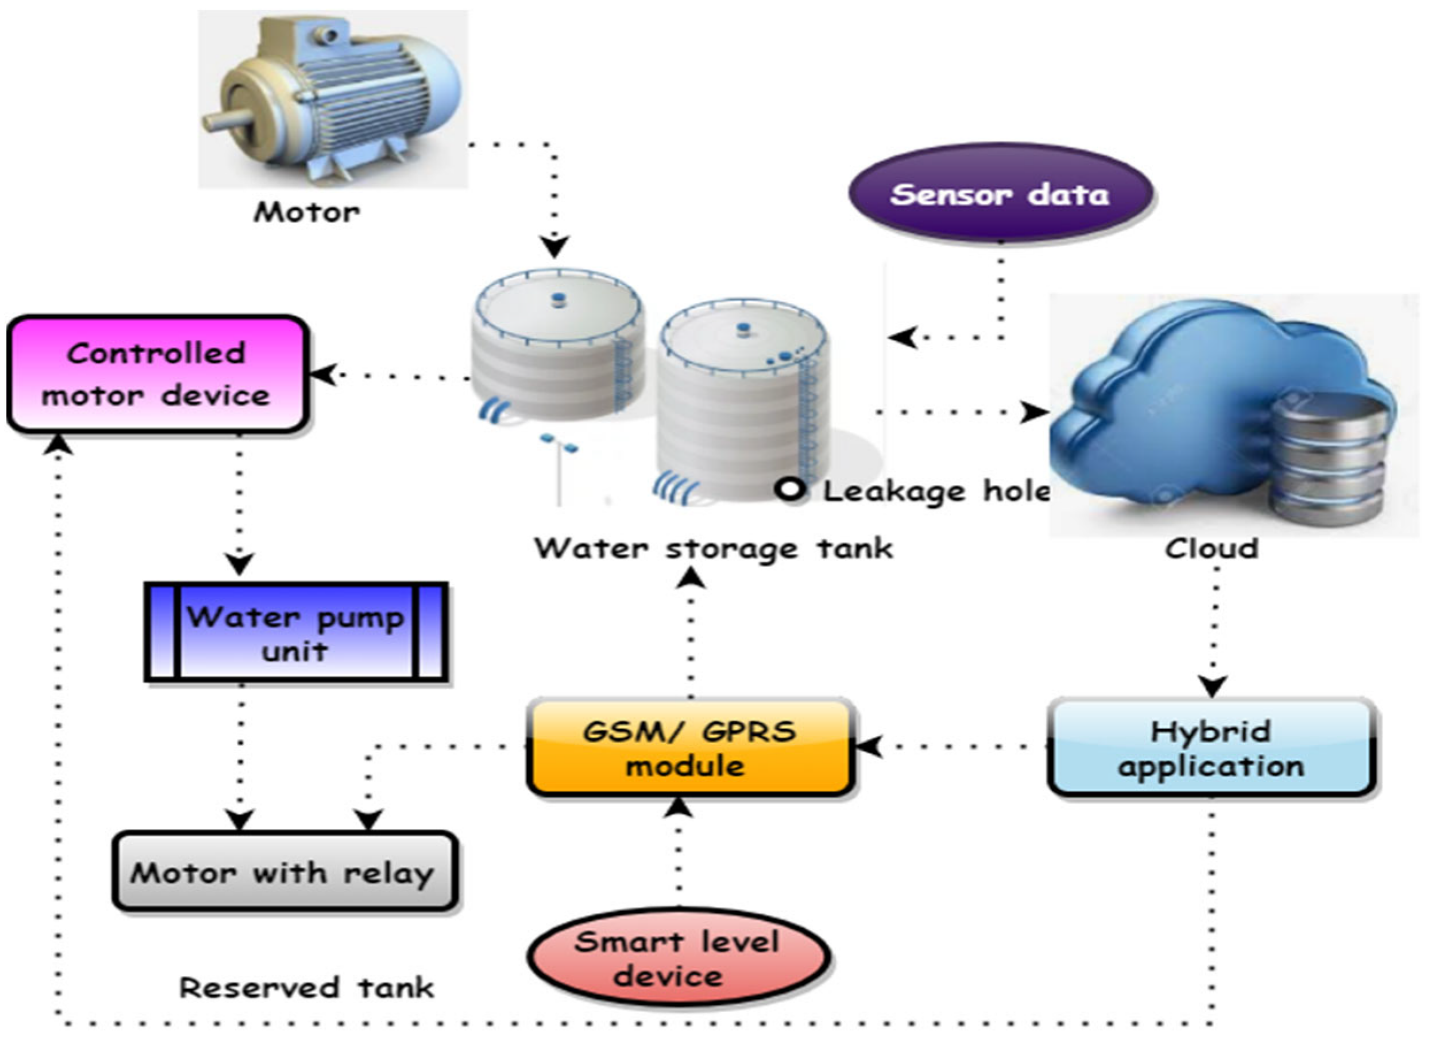 Motor
Sensor data
Controlled
motor device
Leakage hole
Water storage tank
Cloud
Water pump
unit
GSM/ GPRS
module
Hybrid
application
Motor with relay
Smart level
device
Reserved tank